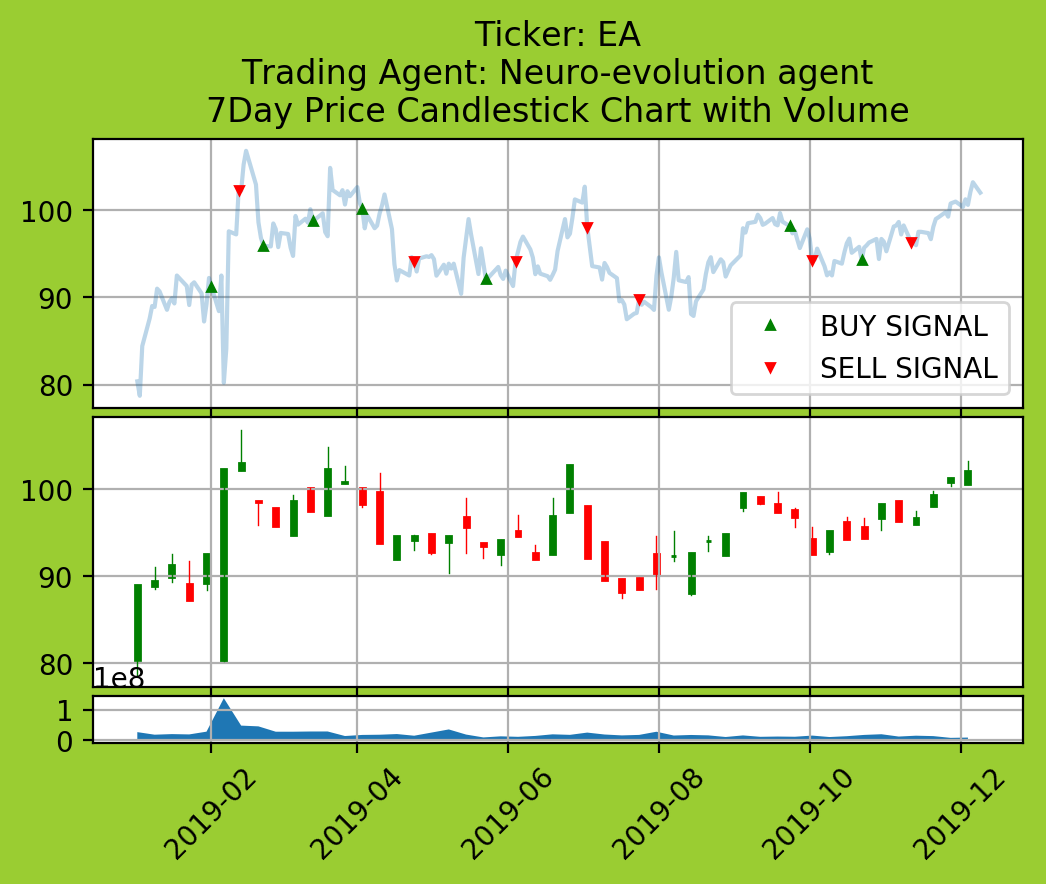 Ticker: EA
Trading Agent: Neuro-evolution agent
7Day Price Candlestick Chart with Volume
100
90
80
BUY SIGNAL
SELL SIGNAL
100
90
80
1e8
1
0
2019-02
2019-04
2019-06
2019-08
2019-10
2019-12